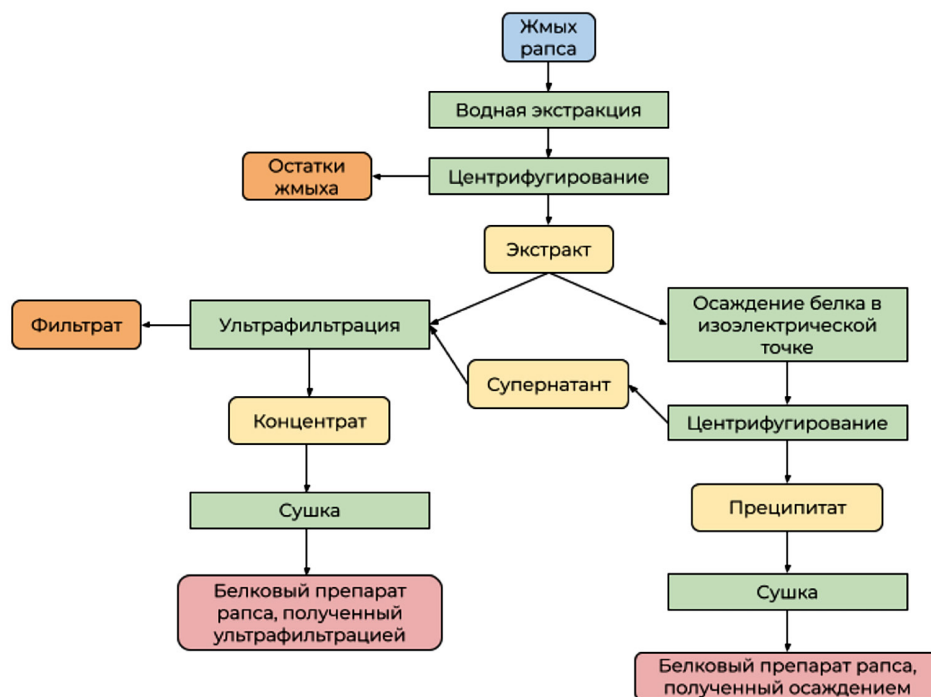 Жмых
рапса
Водная экстракция
Остатки
жмыха
Центрифугирование
Экстракт
Фильтрат
Ультрафильтрация
Осаждение белка в
изоэлектрической
точке
Супернатант
Концентрат
Центрифугирование
Сушка
Преципитат
Белковый препарат
рапса, полученный
ультрафильтрацией
Сушка
Белковый препарат рапса,
полученный осаждением